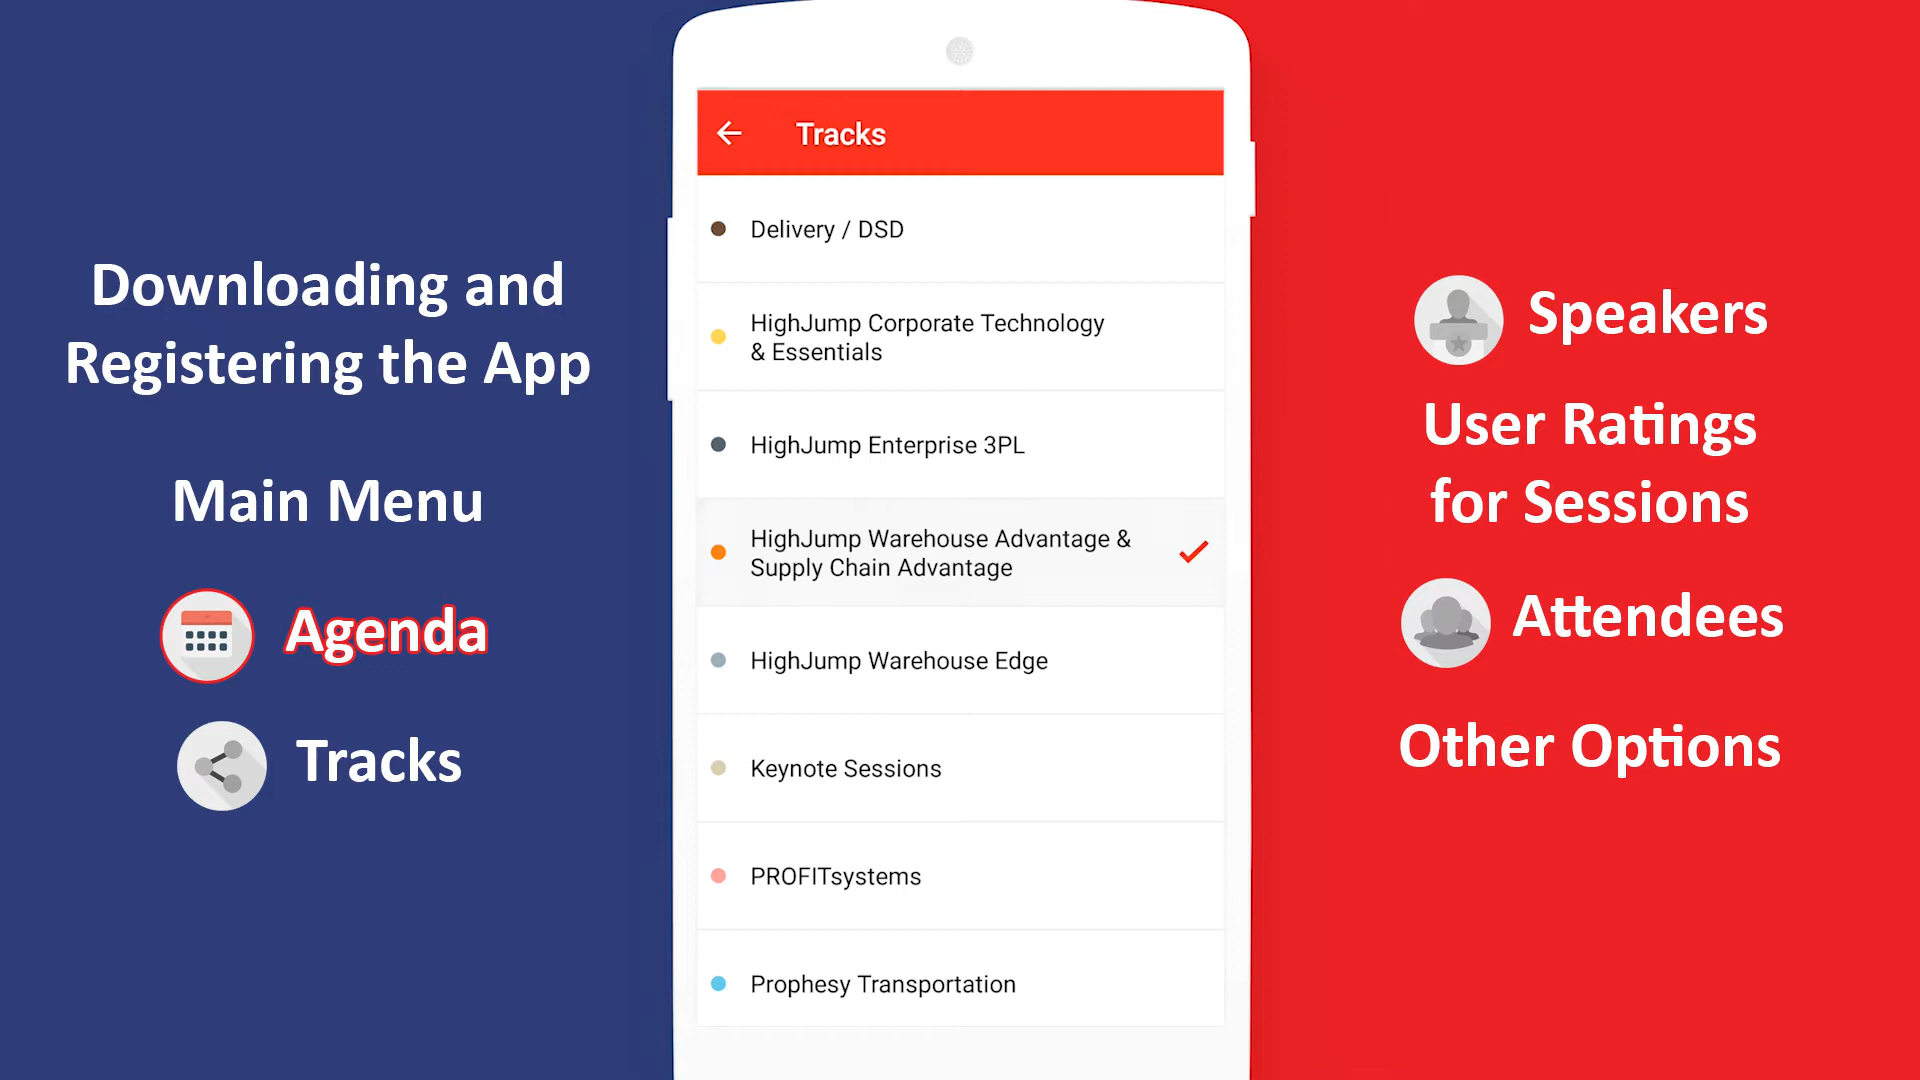 Downloading and
Registering the App
Main Menu
Agenda
Tracks
Tracks
Delivery / DSD
HighJump Corporate Technology
& Essentials
HighJump Enterprise 3PL
HighJump Warehouse Advantage &
Supply Chain Advantage
HighJump Warehouse Edge
Keynote Sessions
PROFITsystems
Prophesy Transportation
Speakers
User Ratings
for Sessions
Attendees
Other Options